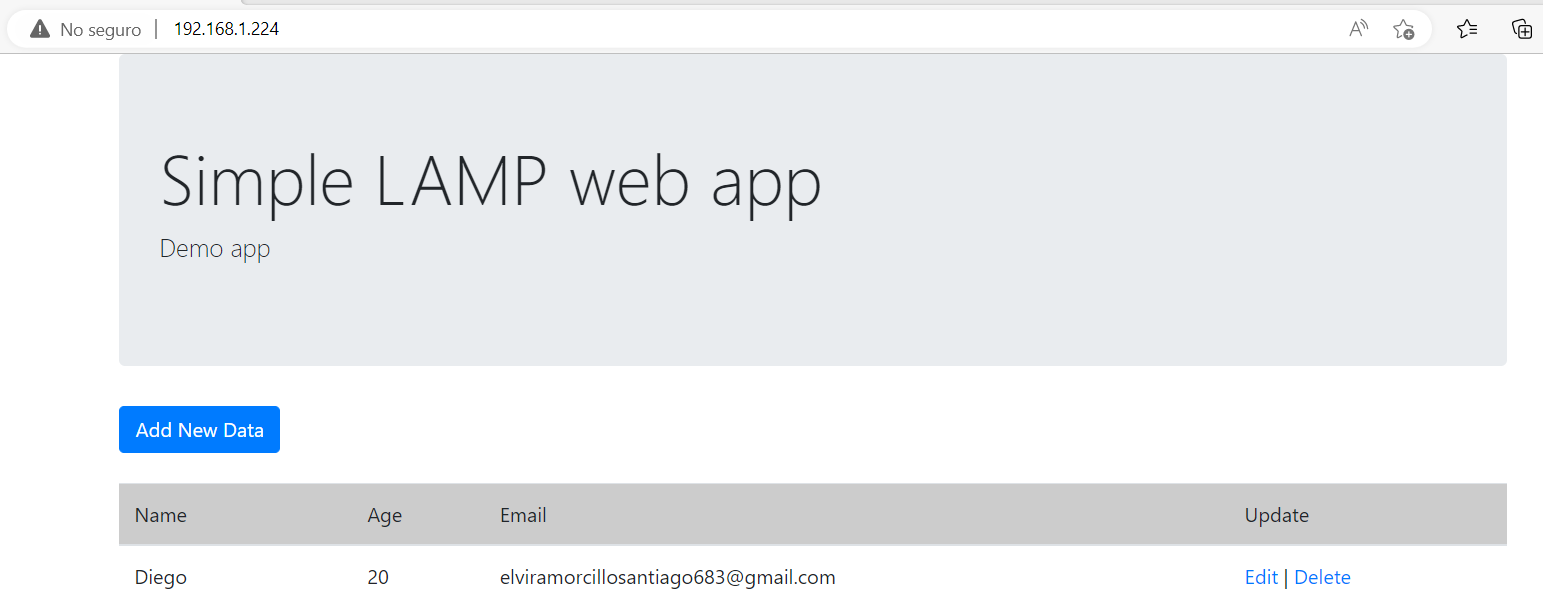 No seguro | 192.168.1.224
Simple LAMP web app
Demo app
Add New Data
Name Age Email Update
Diego 20 elviramorcillosantiago683@gmail.com Edit | Delete